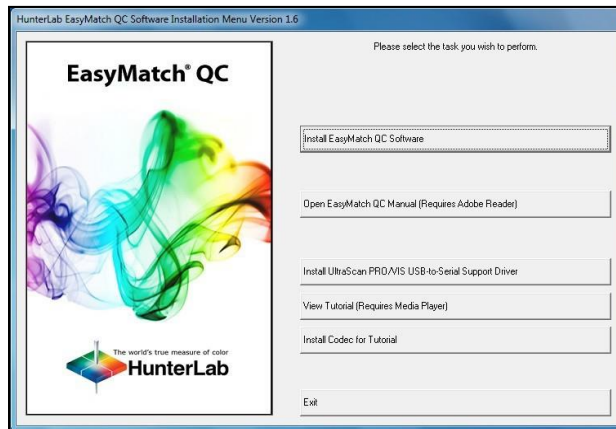 HunterLab EasyMatch QC Software Installation Menu Version 1.6
EasyMatch® QC
The world's true measure of color
HunterLab
Please select the task you wish to perform.
Install EasyMatch QC Software
Open EasyMatch QC Manual (Requires Adobe Reader)
Install UltraScan PRO/VIS USB-to-Serial Support Driver
View Tutorial (Requires Media Player)
Install Codec for Tutorial
Exit